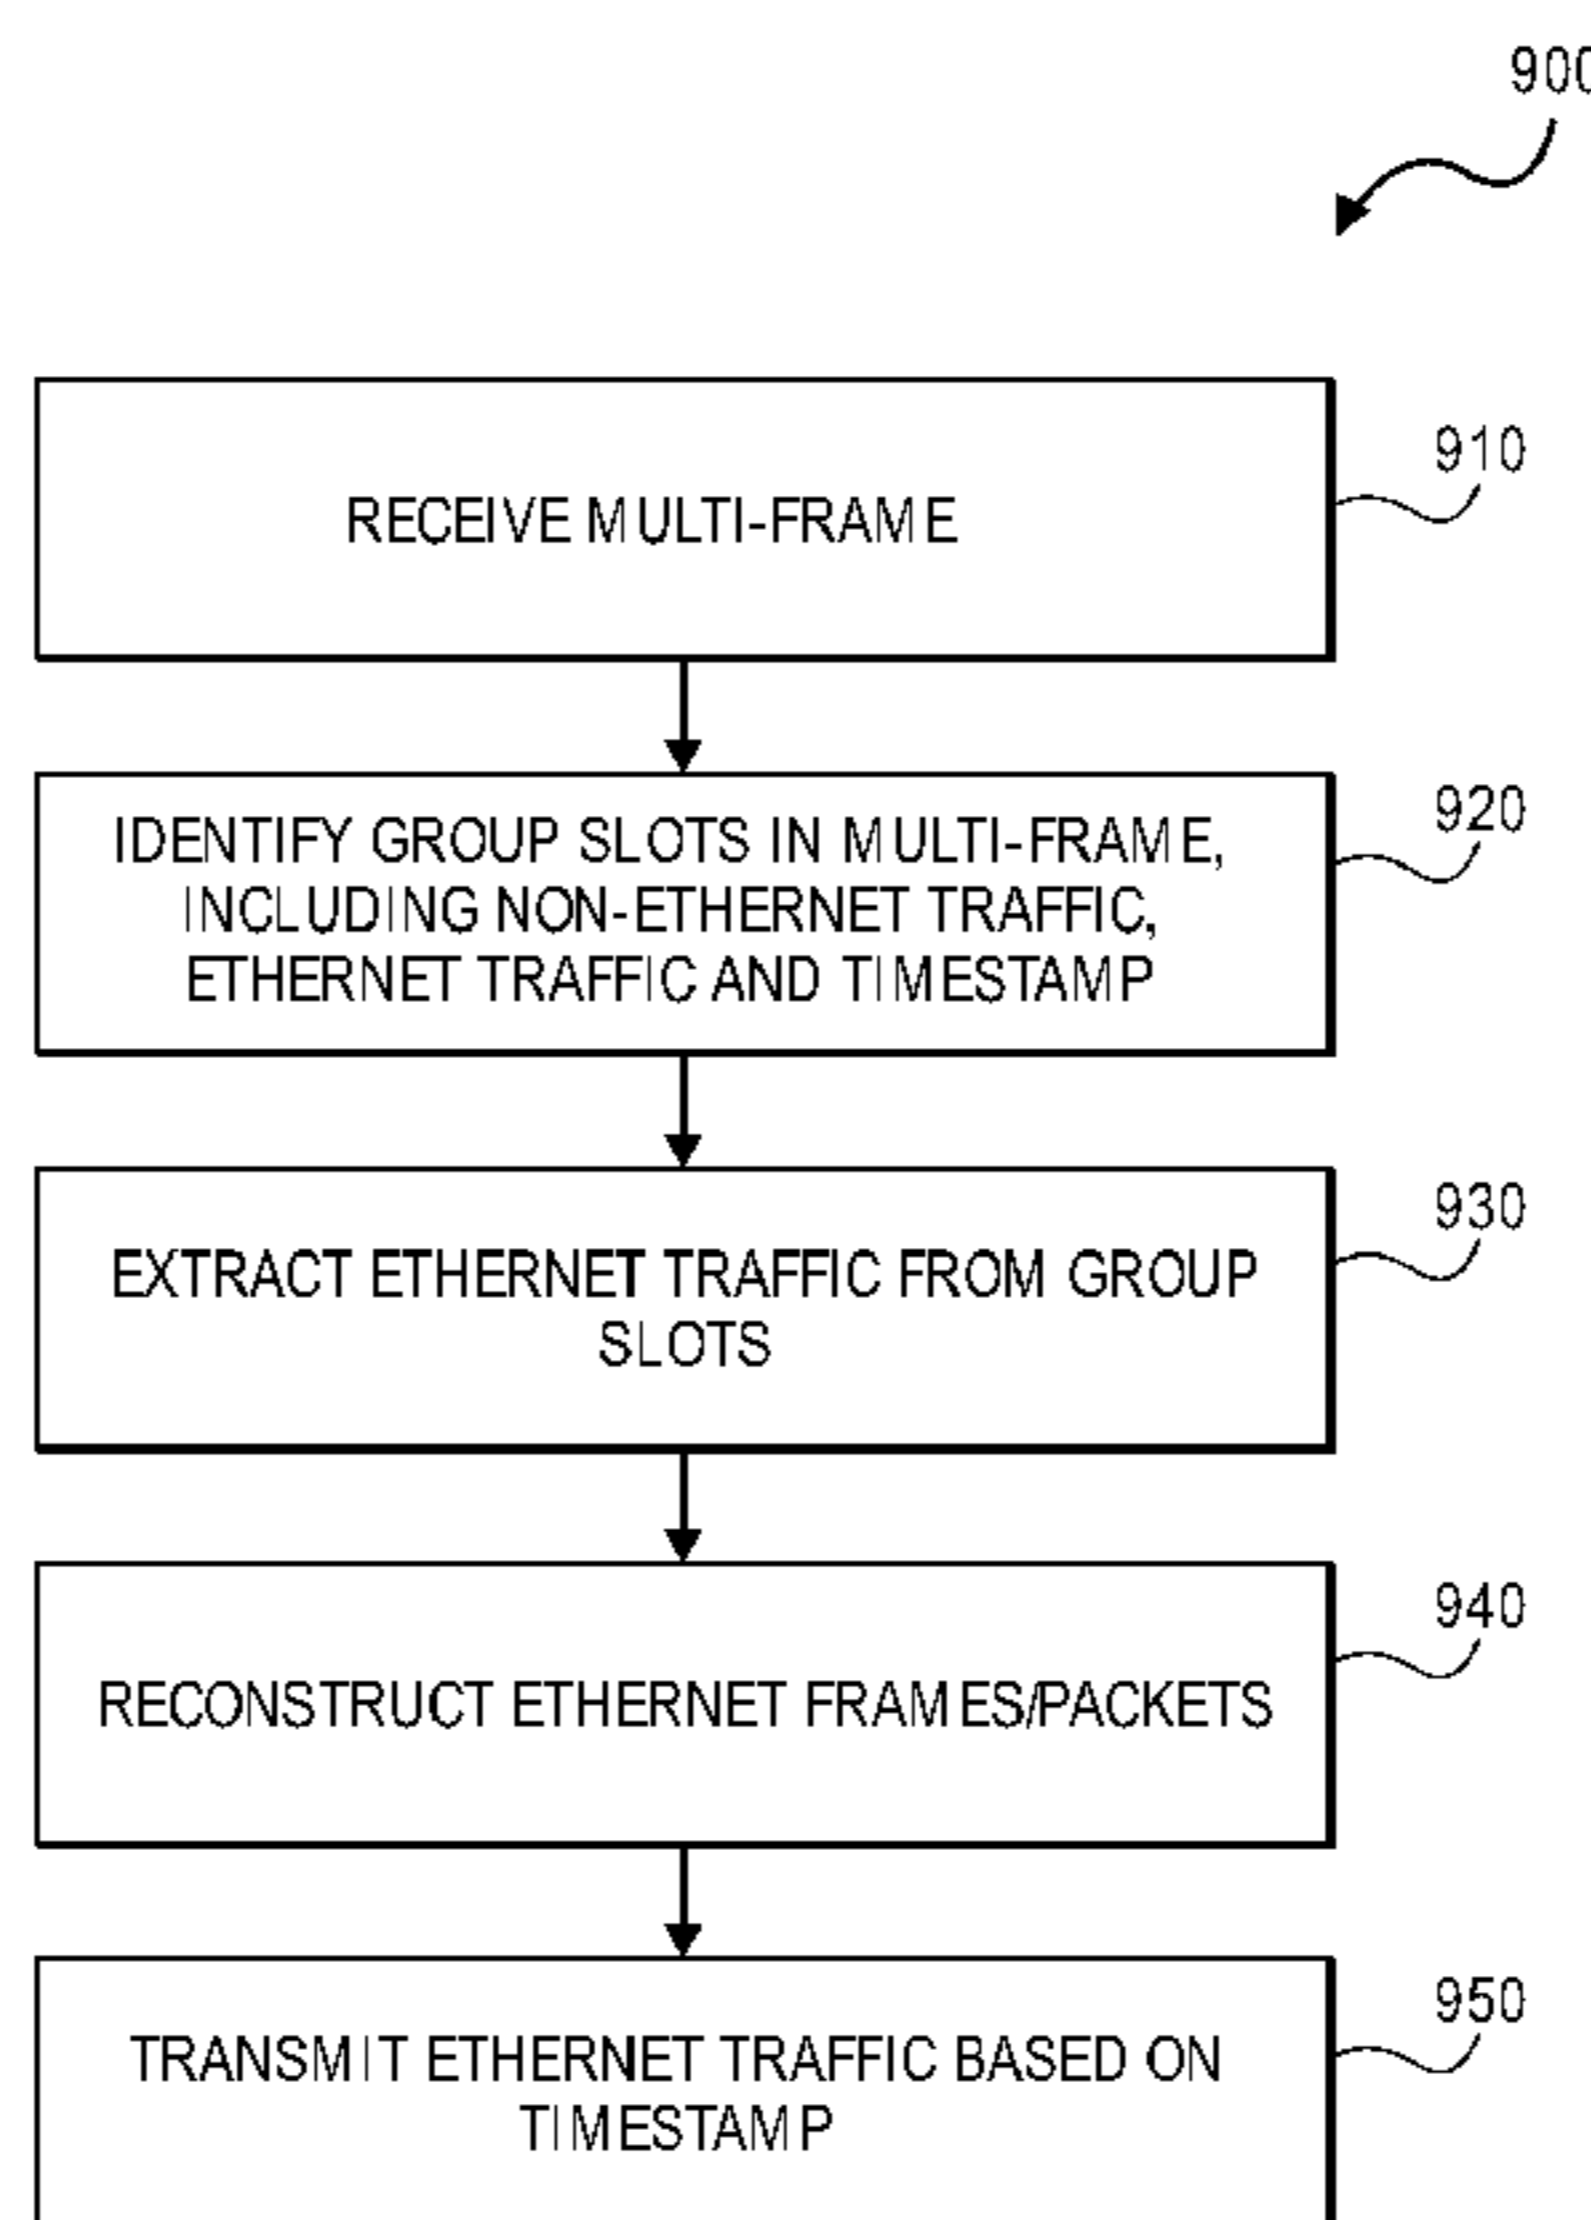 900
RECEIVE MULTI-FRAME
910
IDENTIFY GROUP SLOTS IN MULTI-FRAME,
INCLUDING NON-ETHERNET TRAFFIC,
ETHERNET TRAFFIC AND TIMESTAMP
920
EXTRACT ETHERNET TRAFFIC FROM GROUP
SLOTS
930
RECONSTRUCT ETHERNET FRAMES/PACKETS
940
TRANSMIT ETHERNET TRAFFIC BASED ON
TIMESTAMP
950